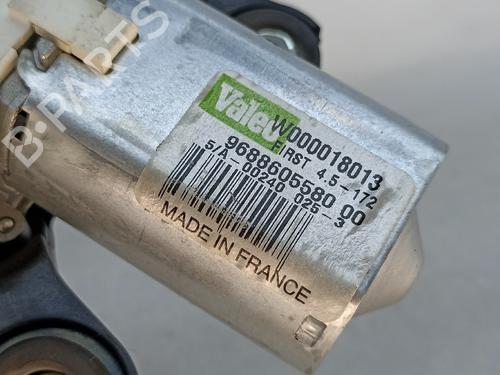 Valeo
W000018013
FIRST 4.5-172
9688605580 00
5/A-00240 025-3
MADE IN FRANCE
B-PARTS